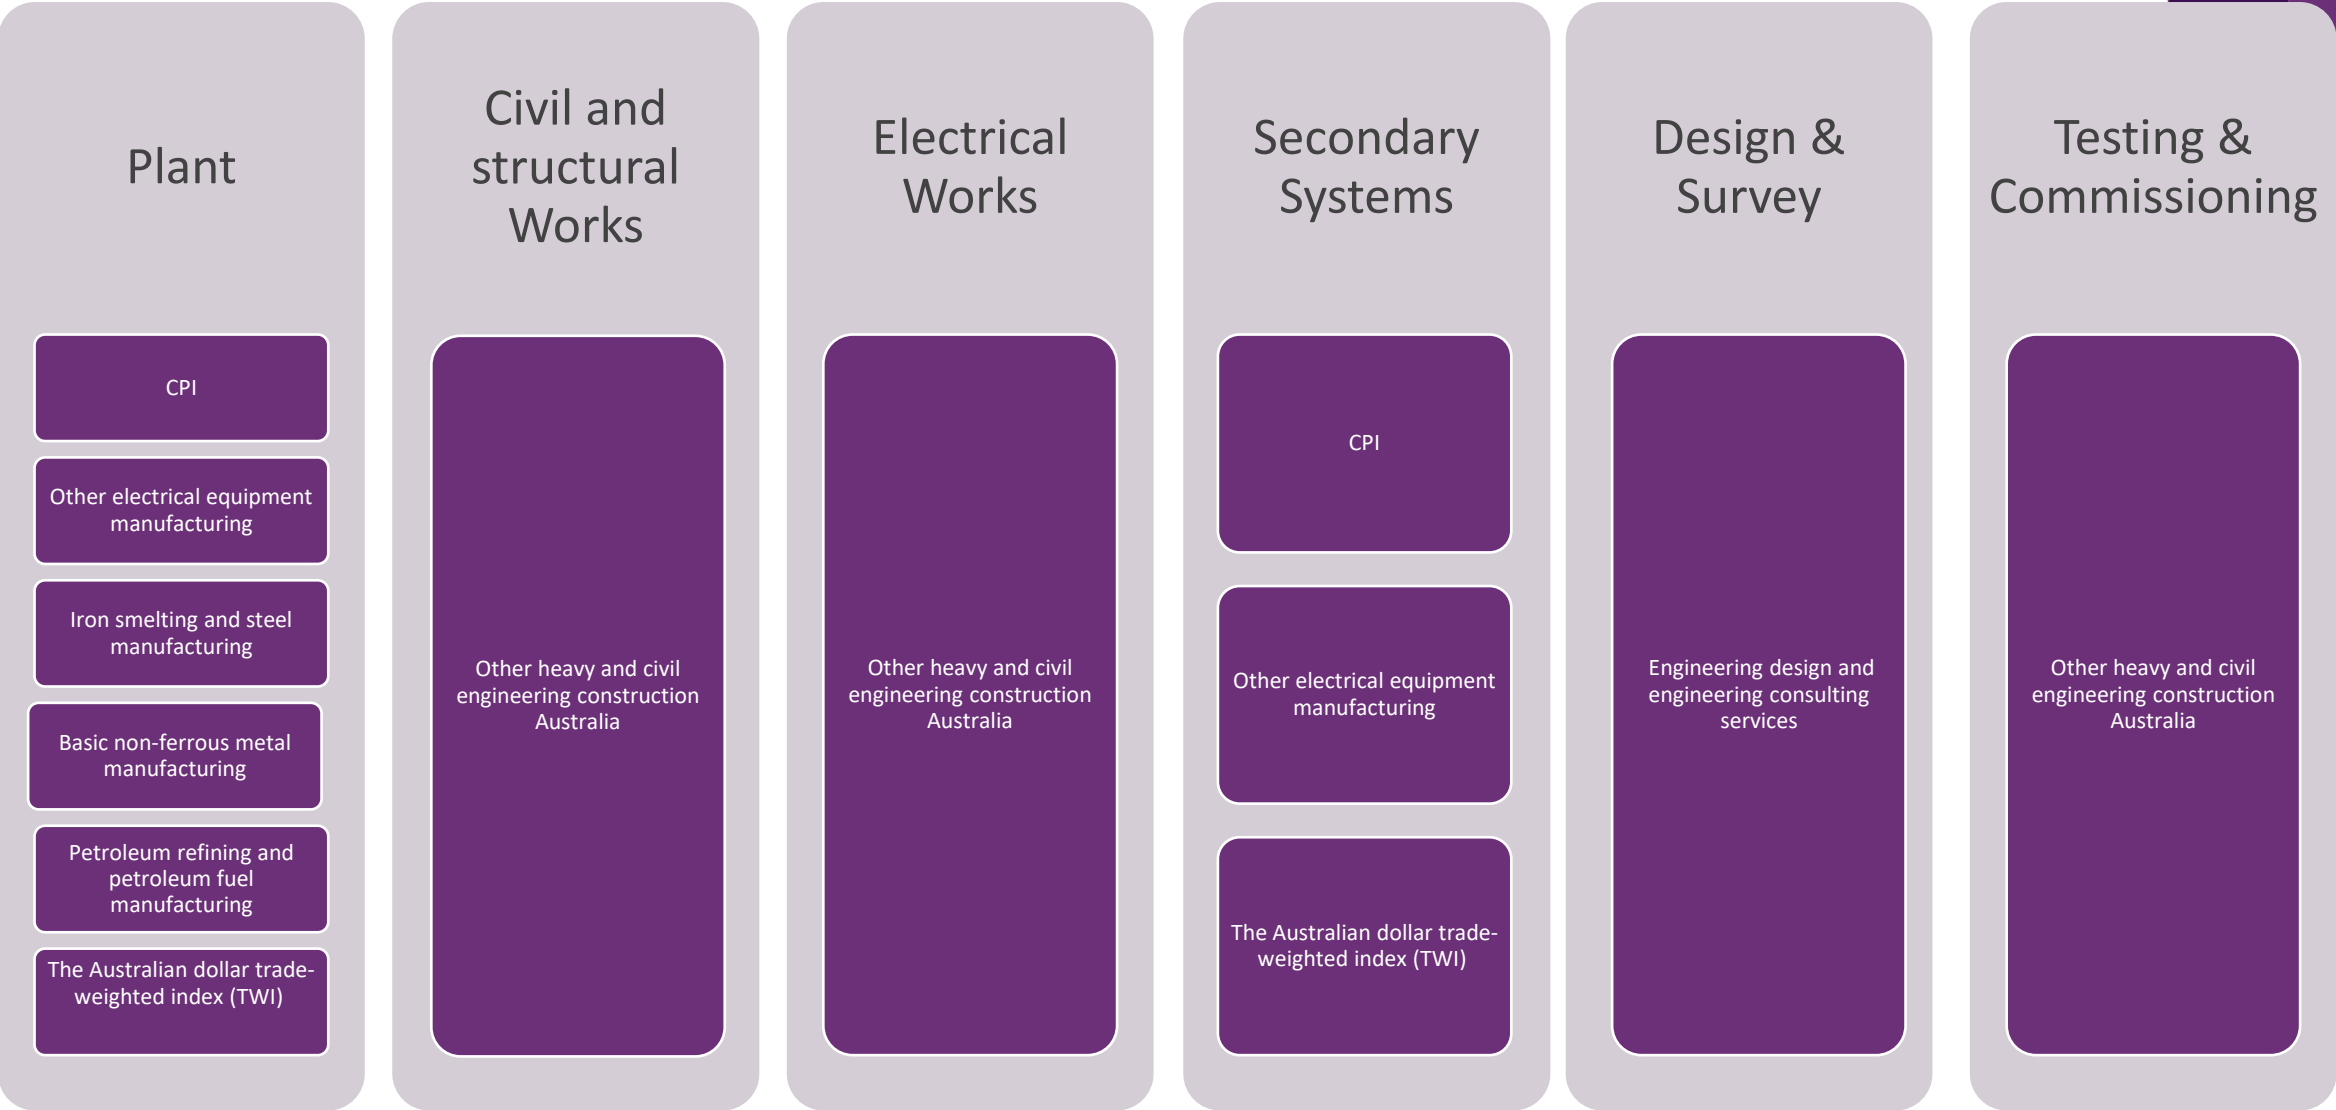 Plant
CPI
Other electrical equipment
manufacturing
Iron smelting and steel
manufacturing
Basic non-ferrous metal
manufacturing
Petroleum refining and
petroleum fuel
manufacturing
The Australian dollar trade-
weighted index (TWI)
Civil and
structural
Works
Other heavy and civil
engineering construction
Australia
Electrical
Works
Other heavy and civil
engineering construction
Australia
Secondary
Systems
CPI
Other electrical equipment
manufacturing
The Australian dollar trade-
weighted index (TWI)
Design &
Survey
Engineering design and
engineering consulting
services
Testing &
Commissioning
Other heavy and civil
engineering construction
Australia